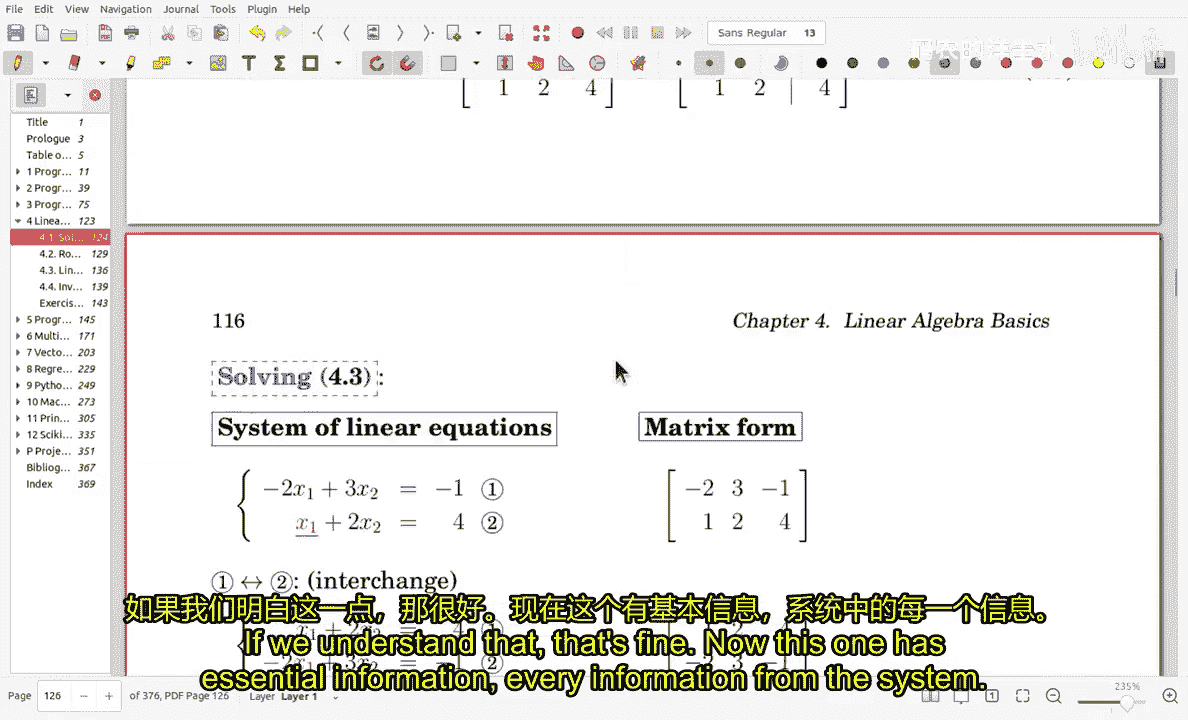 File Edit View Navigation Journal Tools Plugin Help
Sans Regular 13
Title 1
Prologue 3
Table o... 5
1 Progr... 11
2 Progr... 39
3 Progr... 75
4 Linea... 123
4.1. Sol... 124
4.2. Ro... 129
4.3. Lin... 136
4.4. Inv... 139
Exercis... 143
5 Progr... 145
6 Multi... 171
7 Vecto... 203
8 Regre... 229
9 Pytho... 249
10 Mac... 273
11 Prin... 305
12 Sciki... 335
P Proje... 351
Bibliog... 367
Index 369
1 2 4 1 2 | 4
116 Chapter 4. Linear Algebra Basics
Solving (4.3):
System of linear equations Matrix form
−2x₁ + 3x₂ = −1 ① −2 3 −1
x₁ + 2x₂ = 4 ② 1 2 4
① ↔ ②: (interchange)
如果我们明白这一点，那很好。现在这个有基本信息，系统中的每一个信息。
If we understand that, that's fine. Now this one has
essential information, every information from the system.
Page 126 of 376, PDF Page 126 Layer Layer 1 235%